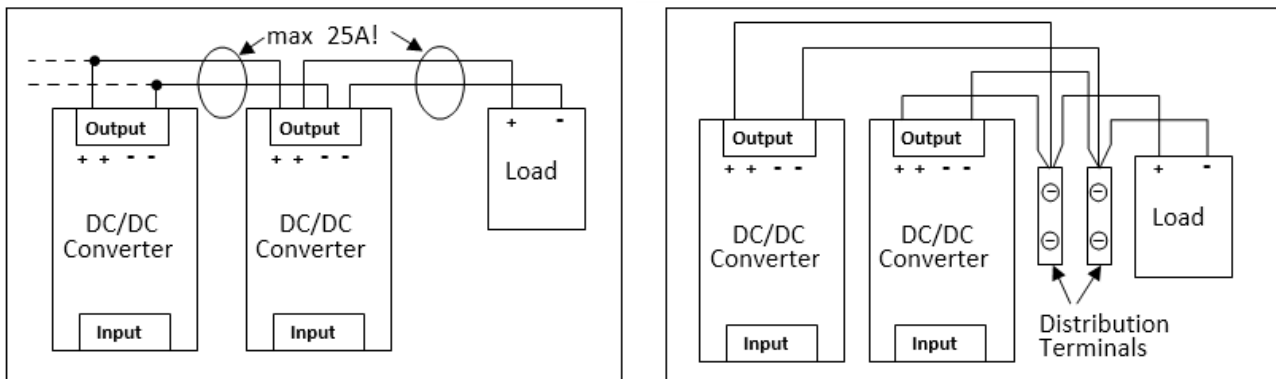 max 25A!
Output
+ + - -
DC/DC
Converter
Input
Output
+ + - -
DC/DC
Converter
Input
+ -
Load
Output
+ + - -
DC/DC
Converter
Input
Output
+ + - -
DC/DC
Converter
Input
+ -
Load
Distribution
Terminals